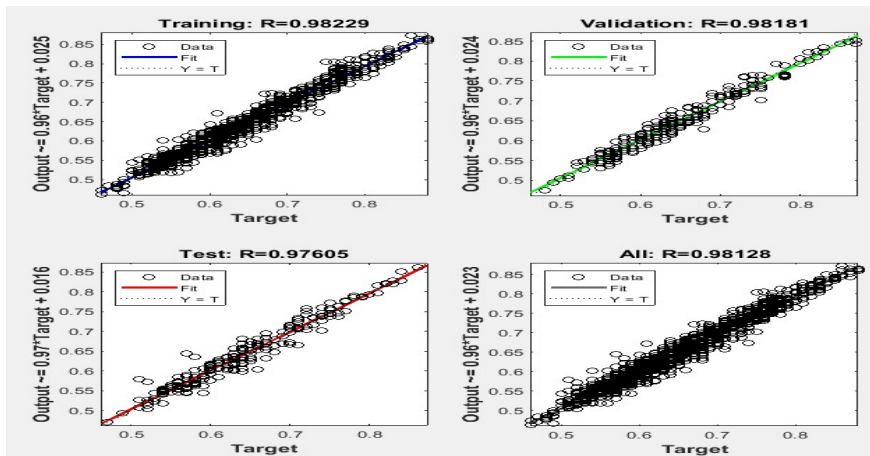 Training: R=0.98229
Output ~= 0.96*Target + 0.025
0.85
0.8
0.75
0.7
0.65
0.6
0.55
0.5
Data
Fit
Y = T
0.5 0.6 0.7 0.8
Target
Validation: R=0.98181
Output ~= 0.96*Target + 0.024
0.85
0.8
0.75
0.7
0.65
0.6
0.55
0.5
Data
Fit
Y = T
0.5 0.6 0.7 0.8
Target
Test: R=0.97605
Output ~= 0.97*Target + 0.016
0.85
0.8
0.75
0.7
0.65
0.6
0.55
0.5
Data
Fit
Y = T
0.5 0.6 0.7 0.8
Target
All: R=0.98128
Output ~= 0.96*Target + 0.023
0.85
0.8
0.75
0.7
0.65
0.6
0.55
0.5
Data
Fit
Y = T
0.5 0.6 0.7 0.8
Target